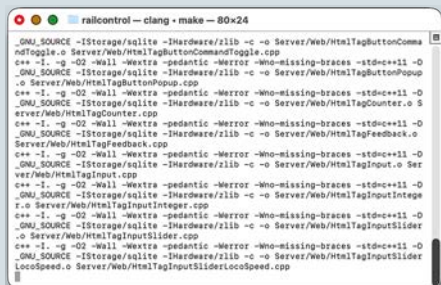 railcontrol — clang • make — 80×24
_GNU_SOURCE -IStorage/sqlite -IHardware/zlib -c -o Server/Web/HtmlTagButtonComma
ndToggle.o Server/Web/HtmlTagButtonCommandToggle.cpp
c++ -I. -g -O2 -Wall -Wextra -pedantic -Werror -Wno-missing-braces -std=c++11 -D
_GNU_SOURCE -IStorage/sqlite -IHardware/zlib -c -o Server/Web/HtmlTagButtonPopup
.o Server/Web/HtmlTagButtonPopup.cpp
c++ -I. -g -O2 -Wall -Wextra -pedantic -Werror -Wno-missing-braces -std=c++11 -D
_GNU_SOURCE -IStorage/sqlite -IHardware/zlib -c -o Server/Web/HtmlTagCounter.o S
erver/Web/HtmlTagCounter.cpp
c++ -I. -g -O2 -Wall -Wextra -pedantic -Werror -Wno-missing-braces -std=c++11 -D
_GNU_SOURCE -IStorage/sqlite -IHardware/zlib -c -o Server/Web/HtmlTagFeedback.o
Server/Web/HtmlTagFeedback.cpp
c++ -I. -g -O2 -Wall -Wextra -pedantic -Werror -Wno-missing-braces -std=c++11 -D
_GNU_SOURCE -IStorage/sqlite -IHardware/zlib -c -o Server/Web/HtmlTagInput.o Ser
ver/Web/HtmlTagInput.cpp
c++ -I. -g -O2 -Wall -Wextra -pedantic -Werror -Wno-missing-braces -std=c++11 -D
_GNU_SOURCE -IStorage/sqlite -IHardware/zlib -c -o Server/Web/HtmlTagInputIntege
r.o Server/Web/HtmlTagInputInteger.cpp
c++ -I. -g -O2 -Wall -Wextra -pedantic -Werror -Wno-missing-braces -std=c++11 -D
_GNU_SOURCE -IStorage/sqlite -IHardware/zlib -c -o Server/Web/HtmlTagInputSlider
.o Server/Web/HtmlTagInputSlider.cpp
c++ -I. -g -O2 -Wall -Wextra -pedantic -Werror -Wno-missing-braces -std=c++11 -D
_GNU_SOURCE -IStorage/sqlite -IHardware/zlib -c -o Server/Web/HtmlTagInputSlider
LocoSpeed.o Server/Web/HtmlTagInputSliderLocoSpeed.cpp